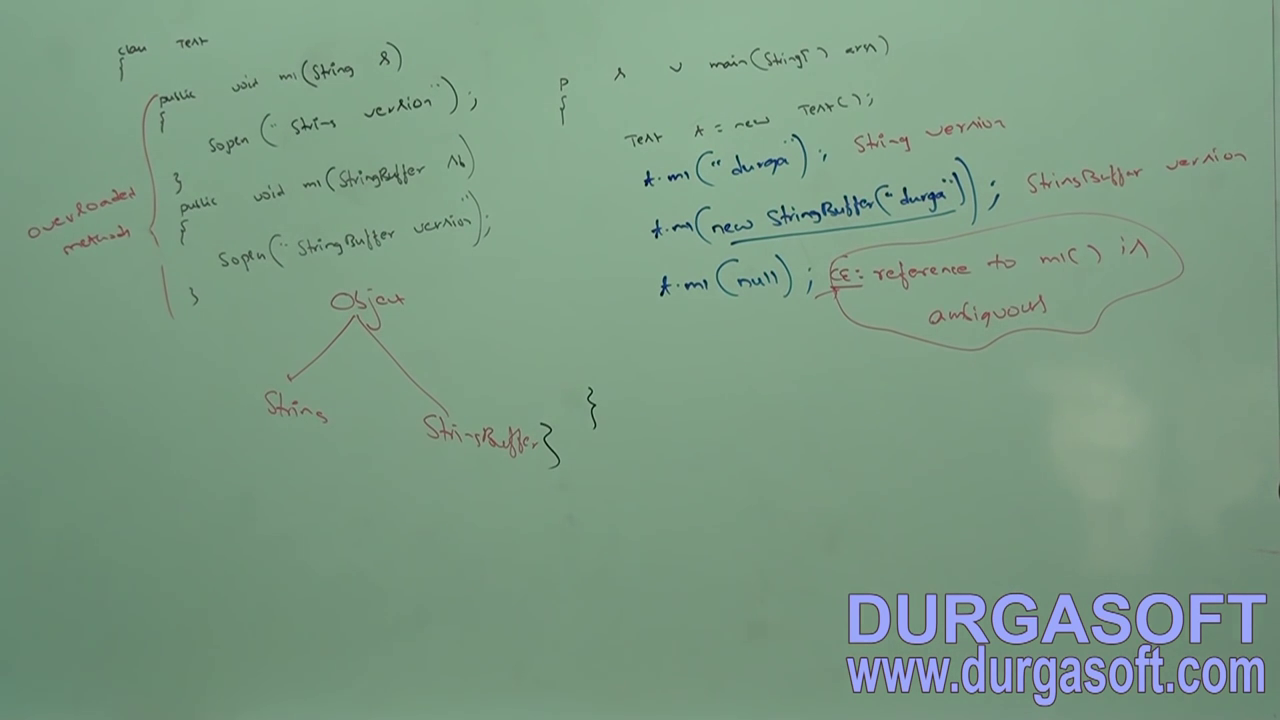 class Test
{
public void m1(String s)
{
sopln("String version");
}
public void m1(StringBuffer sb)
{
sopln("StringBuffer version");
}
overloaded
methods
Object
String
StringBuffer
}
P s v main(String[] args)
{
Test t = new Test();
t.m1("durga"); String version
t.m1(new StringBuffer("durga")); StringBuffer version
t.m1(null); CE: reference to m1() is
ambiguous
}
DURGASOFT
www.durgasoft.com